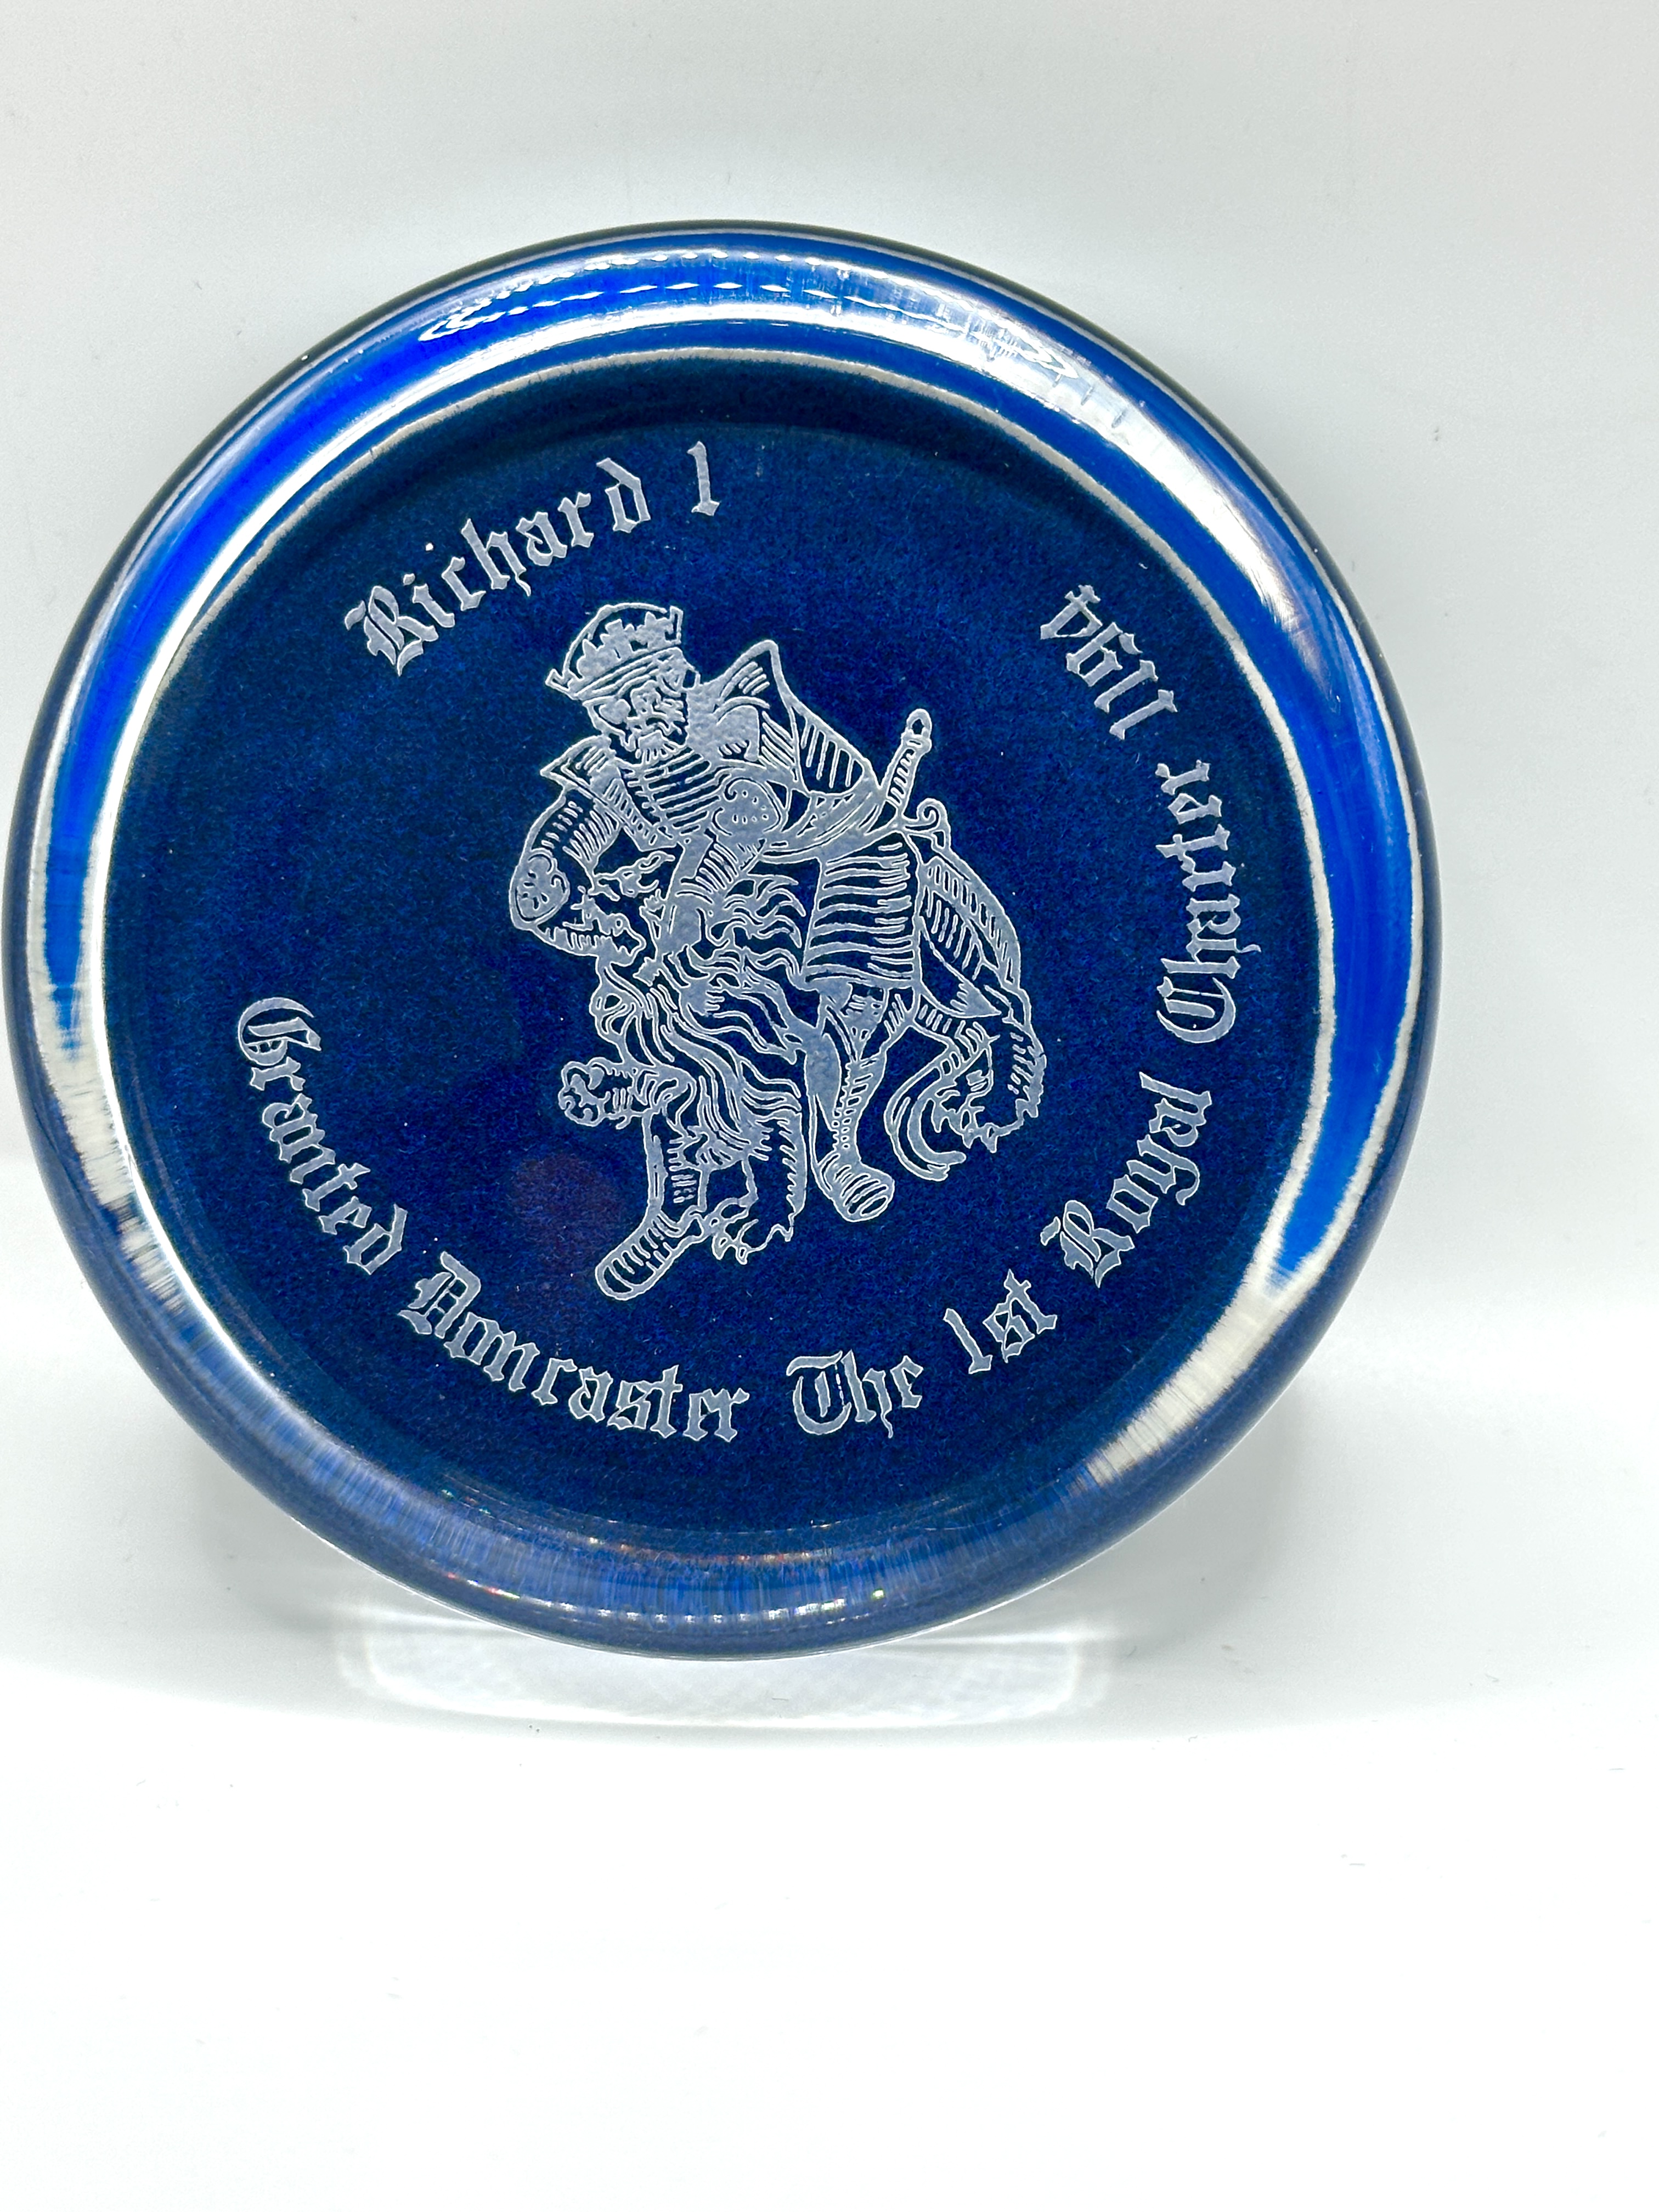 Richard 1
Granted Doncaster The 1st Royal Charter 1194